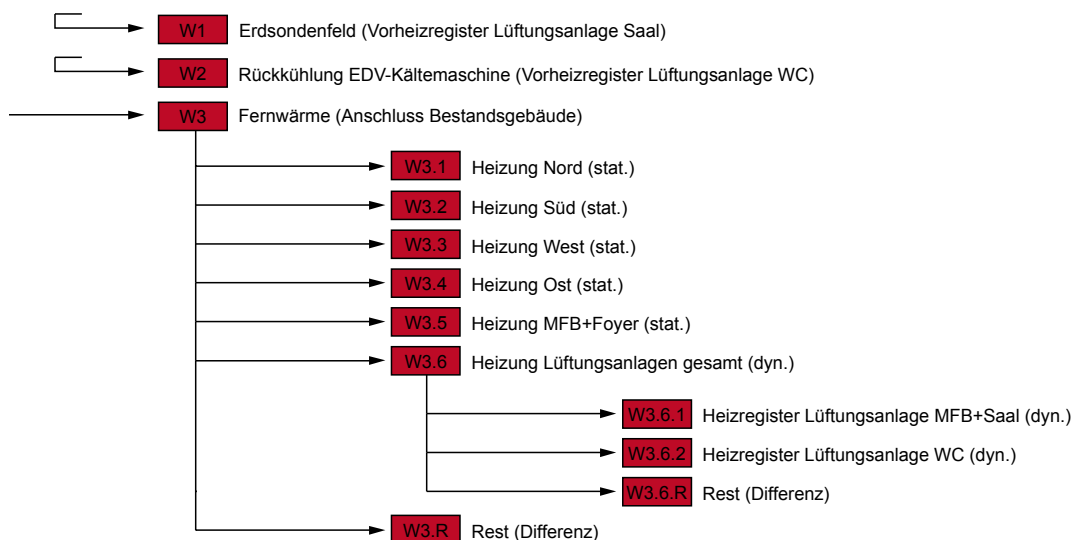 W1 Erdsondenfeld (Vorheizregister Lüftungsanlage Saal)
W2 Rückkühlung EDV-Kältemaschine (Vorheizregister Lüftungsanlage WC)
W3 Fernwärme (Anschluss Bestandsgebäude)
W3.1 Heizung Nord (stat.)
W3.2 Heizung Süd (stat.)
W3.3 Heizung West (stat.)
W3.4 Heizung Ost (stat.)
W3.5 Heizung MFB+Foyer (stat.)
W3.6 Heizung Lüftungsanlagen gesamt (dyn.)
W3.6.1 Heizregister Lüftungsanlage MFB+Saal (dyn.)
W3.6.2 Heizregister Lüftungsanlage WC (dyn.)
W3.6.R Rest (Differenz)
W3.R Rest (Differenz)